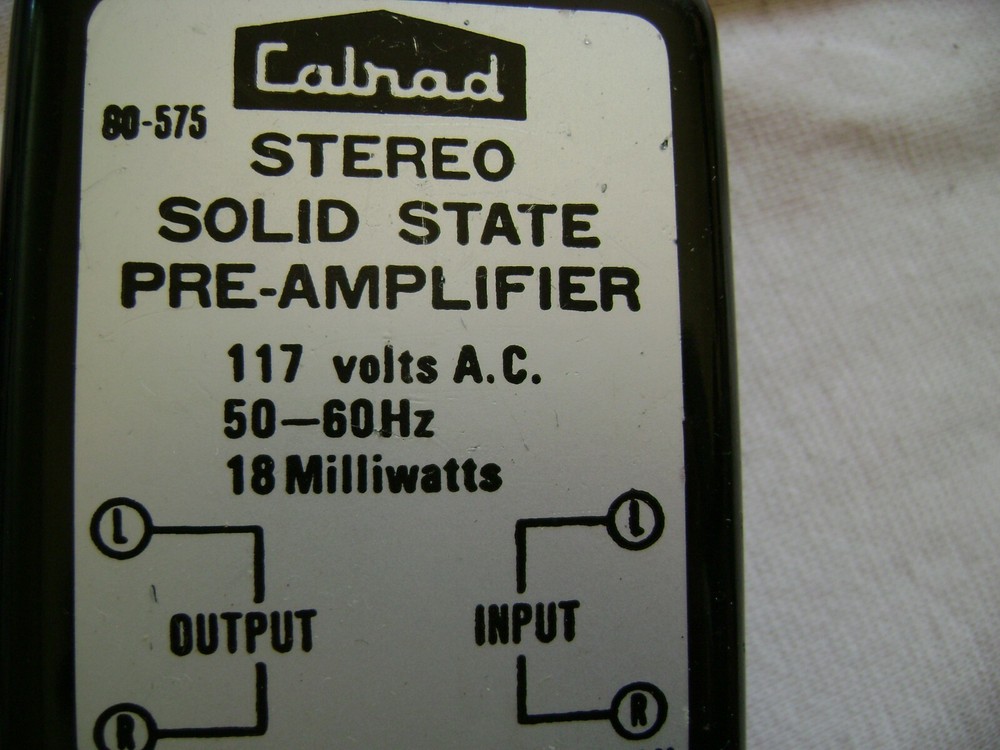 Calrad
80-575
STEREO
SOLID STATE
PRE-AMPLIFIER
117 volts A.C.
50-60Hz
18 Milliwatts
L L
OUTPUT INPUT
R R